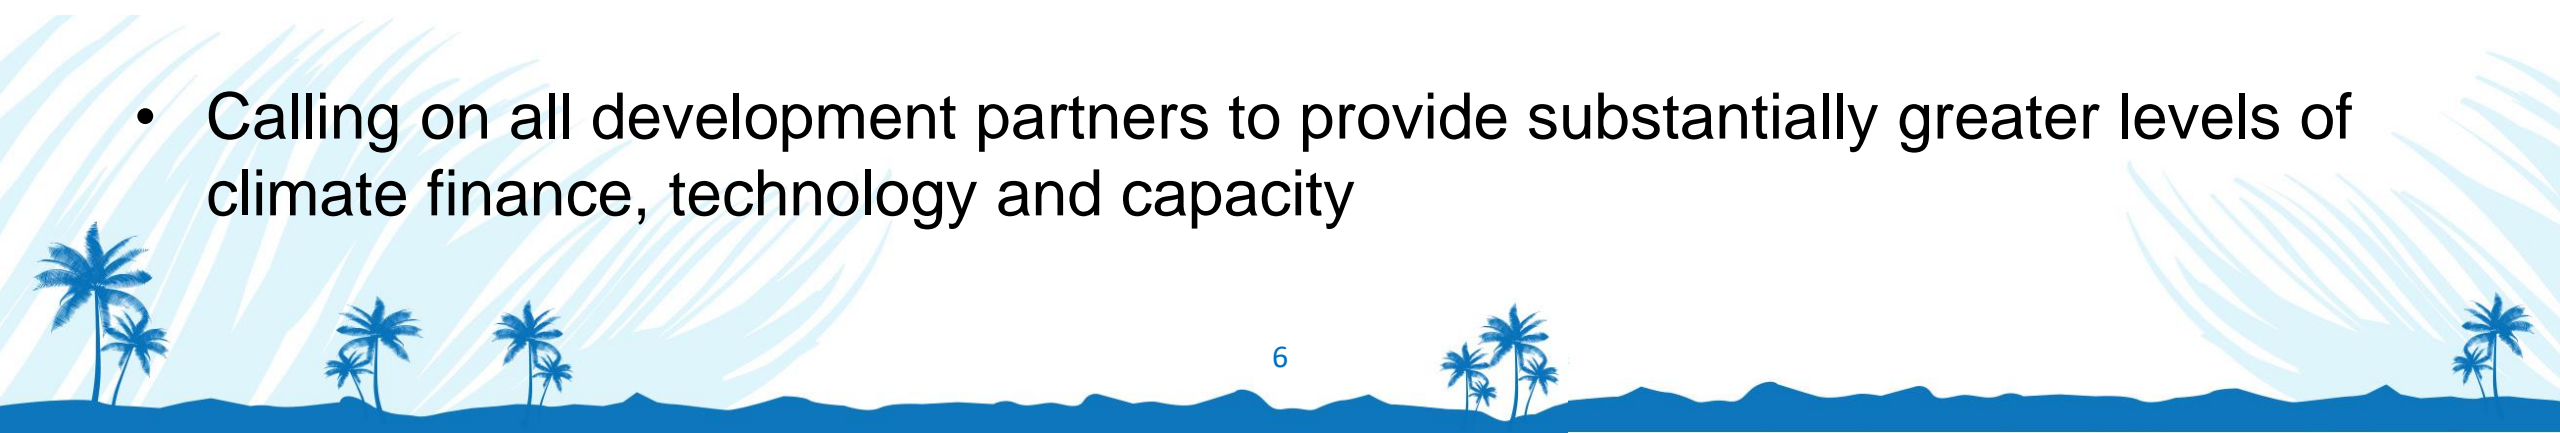 • Calling on all development partners to provide substantially greater levels of
climate finance, technology and capacity
6